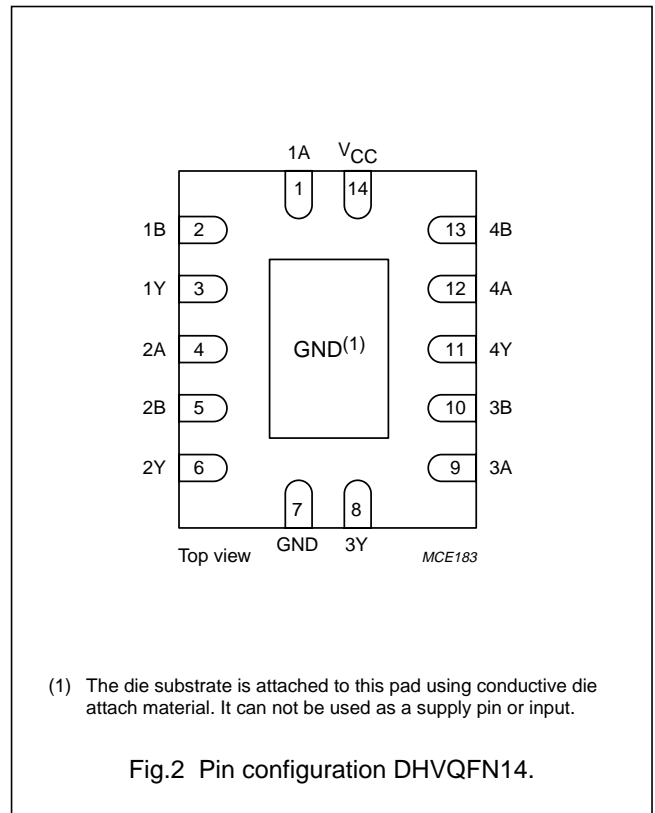 1A VCC
1 14
1B 2 13 4B
1Y 3 12 4A
2A 4 GND(1) 11 4Y
2B 5 10 3B
2Y 6 9 3A
7 8
Top view GND 3Y MCE183
(1) The die substrate is attached to this pad using conductive die
attach material. It can not be used as a supply pin or input.
Fig.2 Pin configuration DHVQFN14.